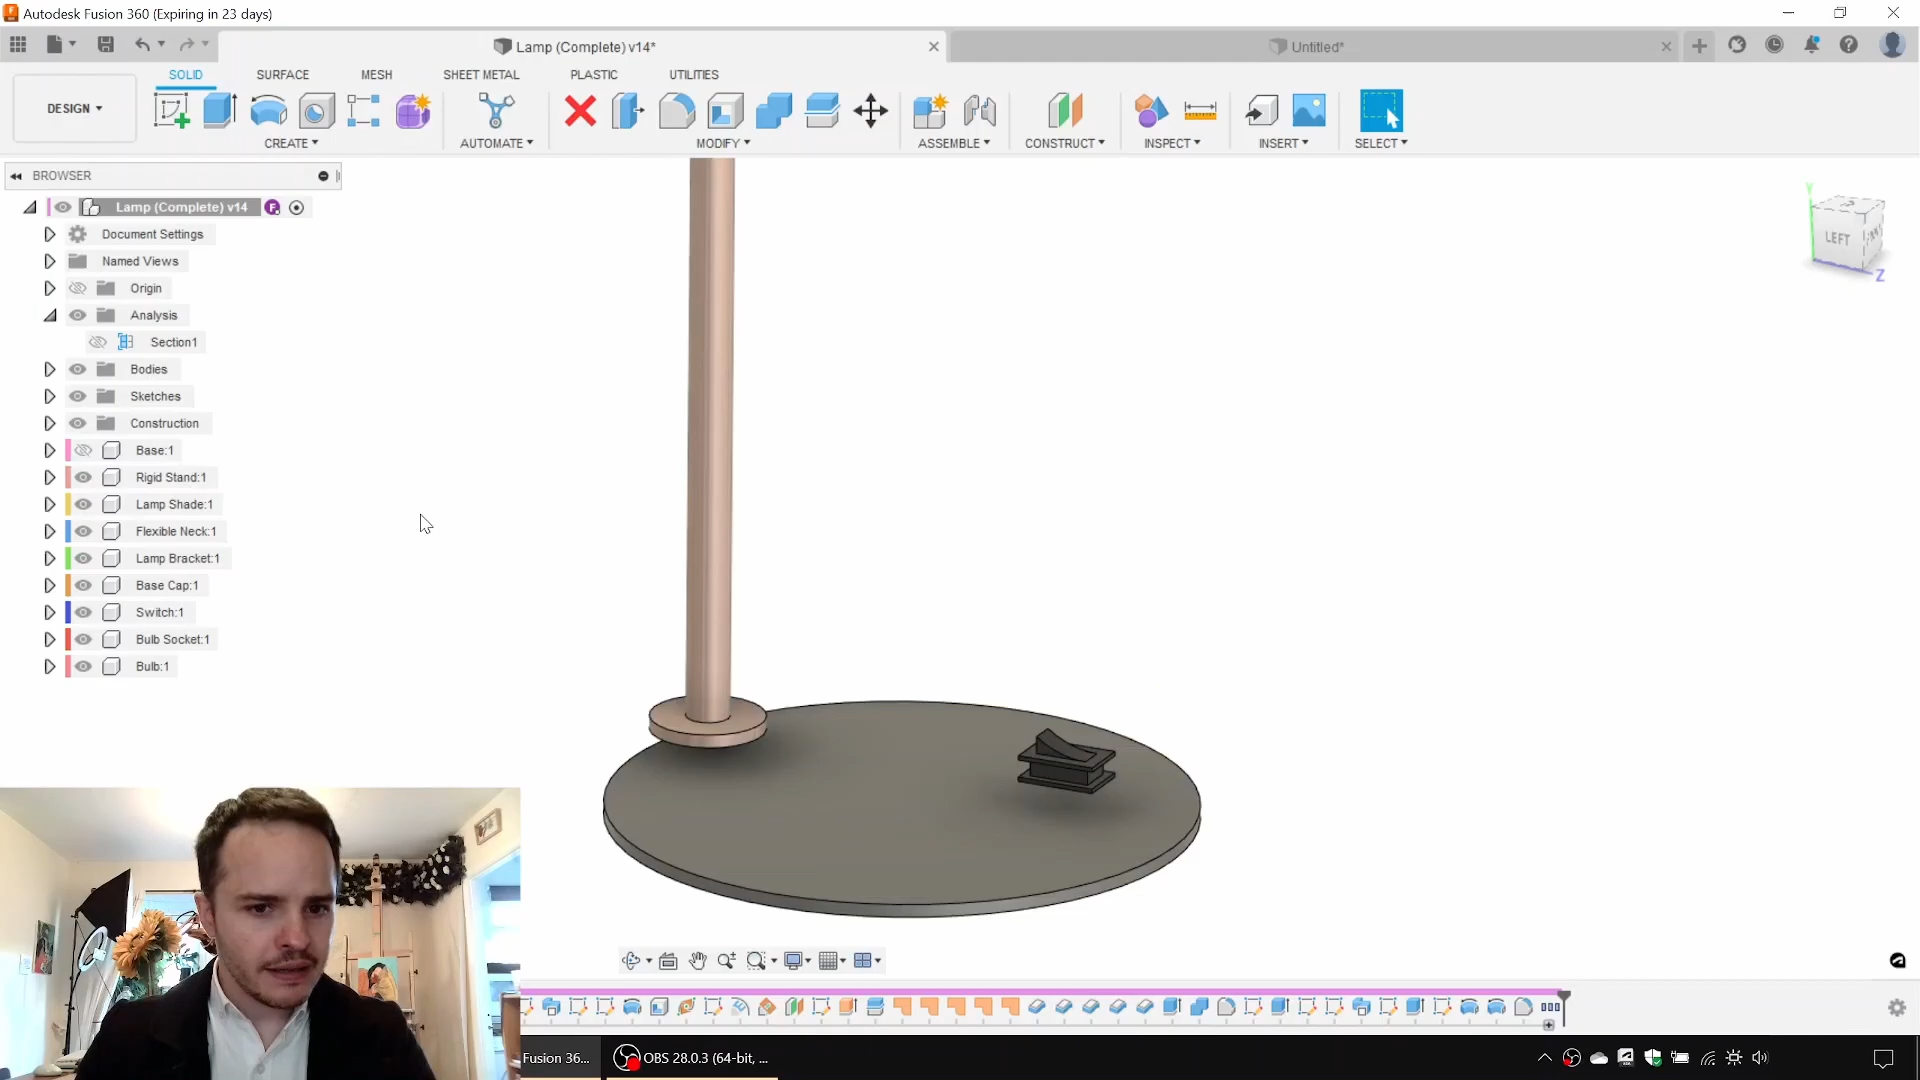 Autodesk Fusion 360 (Expiring in 23 days)
Lamp (Complete) v14*
Untitled*
SOLID SURFACE MESH SHEET METAL PLASTIC UTILITIES
DESIGN
CREATE AUTOMATE MODIFY ASSEMBLE CONSTRUCT INSPECT INSERT SELECT
BROWSER
Lamp (Complete) v14
Document Settings
Named Views
Origin
Analysis
Section1
Bodies
Sketches
Construction
Base:1
Rigid Stand:1
Lamp Shade:1
Flexible Neck:1
Lamp Bracket:1
Base Cap:1
Switch:1
Bulb Socket:1
Bulb:1
Y
LEFT
Z
Fusion 36...
OBS 28.0.3 (64-bit, ...